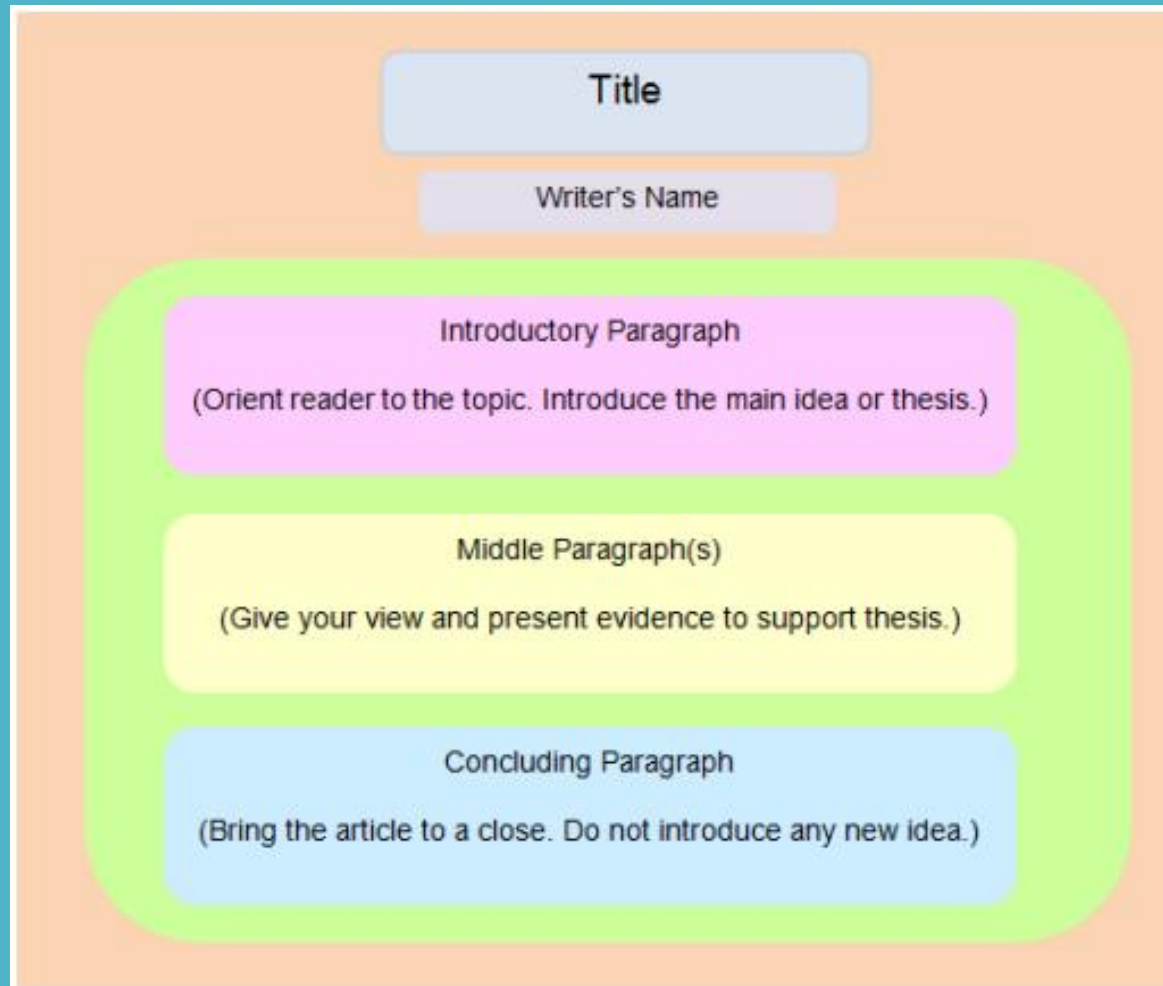 Title
Writer's Name
Introductory Paragraph
(Orient reader to the topic. Introduce the main idea or thesis.)
Middle Paragraph(s)
(Give your view and present evidence to support thesis.)
Concluding Paragraph
(Bring the article to a close. Do not introduce any new idea.)